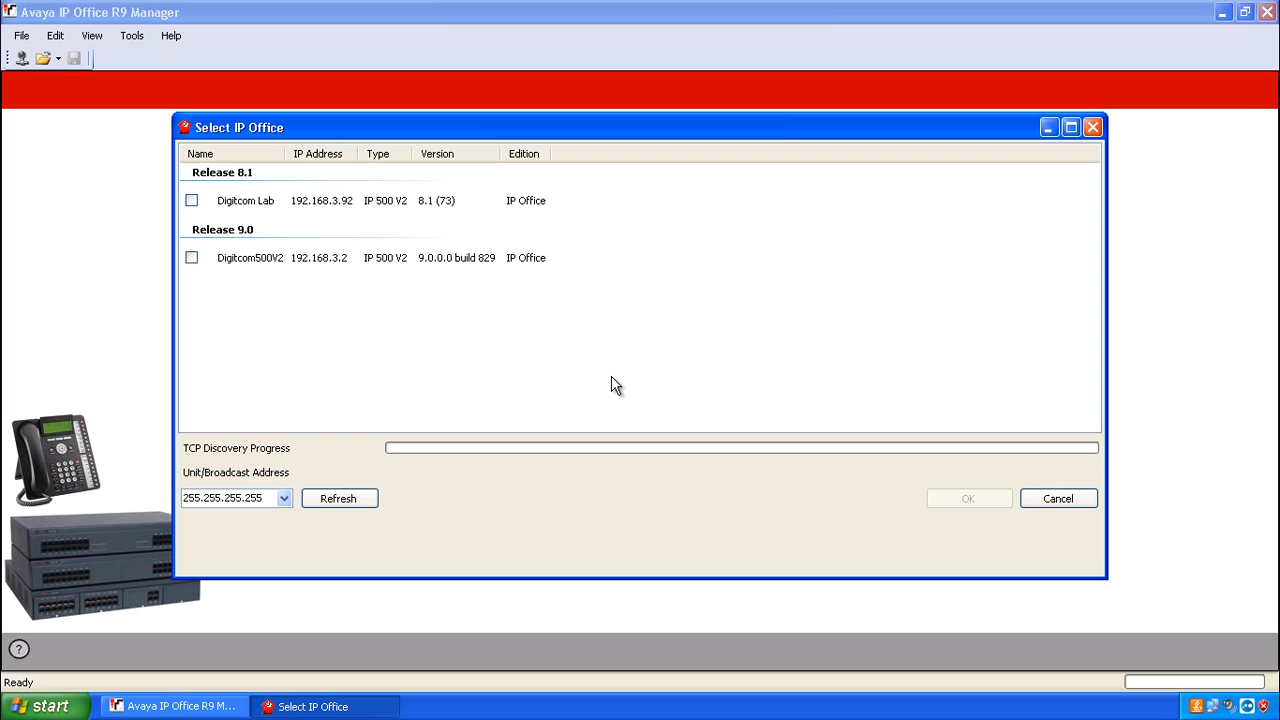 Avaya IP Office R9 Manager
File Edit View Tools Help
Select IP Office
Name IP Address Type Version Edition
Release 8.1
Digitcom Lab 192.168.3.92 IP 500 V2 8.1 (73) IP Office
Release 9.0
Digitcom500V2 192.168.3.2 IP 500 V2 9.0.0.0 build 829 IP Office
TCP Discovery Progress
Unit/Broadcast Address
255.255.255.255 Refresh OK Cancel
?
Ready
start Avaya IP Office R9 M... Select IP Office